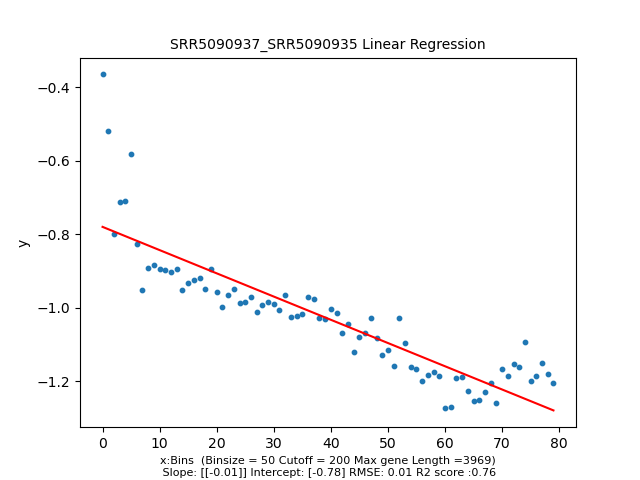 SRR5090937_SRR5090935 Linear Regression
−0.4
−0.6
−0.8
−1.0
−1.2
y
0 10 20 30 40 50 60 70 80
x:Bins  (Binsize = 50 Cutoff = 200 Max gene Length =3969)
Slope: [[-0.01]] Intercept: [-0.78] RMSE: 0.01 R2 score :0.76